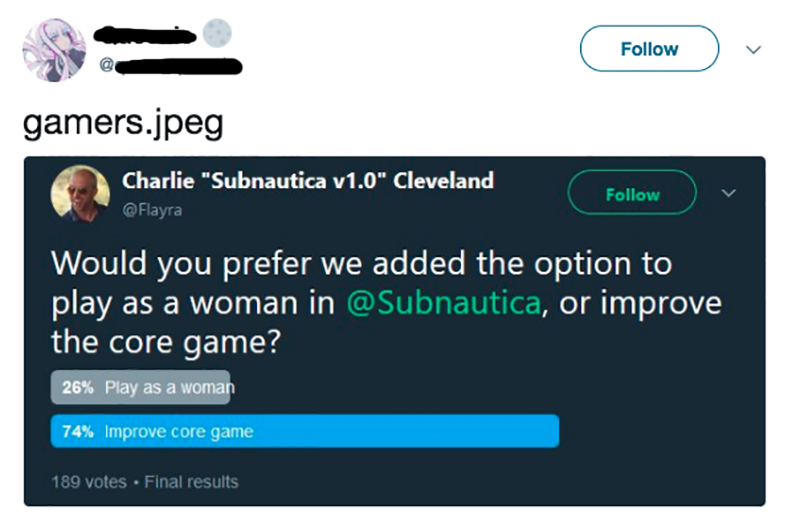 @
Follow
gamers.jpeg
Charlie "Subnautica v1.0" Cleveland
@Flayra
Follow
Would you prefer we added the option to
play as a woman in @Subnautica, or improve
the core game?
26% Play as a woman
74% Improve core game
189 votes • Final results